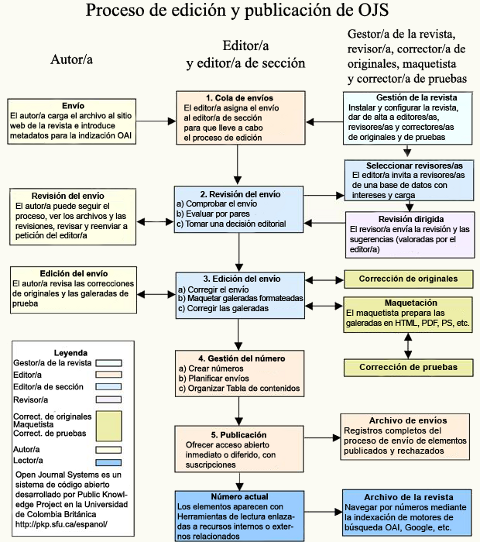 Proceso de edición y publicación de OJS
Autor/a
Editor/a
y editor/a de sección
Gestor/a de la revista,
revisor/a, corrector/a de
originales, maquetista
y corrector/a de pruebas
Envío
El autor/a carga el archivo al sitio
web de la revista e introduce
metadatos para la indización OAI
1. Cola de envíos
El editor/a asigna el envío
al editor/a de sección
para que lleve a cabo
el proceso de edición
Gestión de la revista
Instalar y configurar la revista,
dar de alta a editores/as,
revisores/as y correctores/as
de originales y de pruebas
Seleccionar revisores/as
El editor/a invita a revisores/as
de una base de datos con
intereses y carga
Revisión del envío
El autor/a puede seguir el
proceso, ver los archivos y las
revisiones, revisar y reenviar a
petición del editor/a
2. Revisión del envío
a) Comprobar el envío
b) Evaluar por pares
c) Tomar una decisión editorial
Revisión dirigida
El revisor/a envía la revisión y las
sugerencias (valoradas por el
editor/a)
Edición del envío
El autor/a revisa las correcciones
de originales y las galeradas de
prueba
3. Edición del envío
a) Corregir el envío
b) Maquetar galeradas formateadas
c) Corregir las galeradas
Corrección de originales
Maquetación
El maquetista prepara las
galeradas en HTML, PDF, PS, etc.
Corrección de pruebas
4. Gestión del número
a) Crear números
b) Planificar envíos
c) Organizar Tabla de contenidos
5. Publicación
Ofrecer acceso abierto
inmediato o diferido, con
suscripciones
Archivo de envíos
Registros completos del
proceso de envío de elementos
publicados y rechazados
Número actual
Los elementos aparecen con
Herramientas de lectura enlaza-
das a recursos internos o exter-
nos relacionados
Archivo de la revista
Navegar por números mediante
la indexación de motores de
búsqueda OAI, Google, etc.
Leyenda
Gestor/a de la revista
Editor/a
Editor/a de sección
Revisor/a
Correct. de originales
Maquetista
Correct. de pruebas
Autor/a
Lector/a
Open Journal Systems es un
sistema de código abierto
desarrollado por Public Knowl-
edge Project en la Universidad
de Colombia Británica
http://pkp.sfu.ca/espanol/